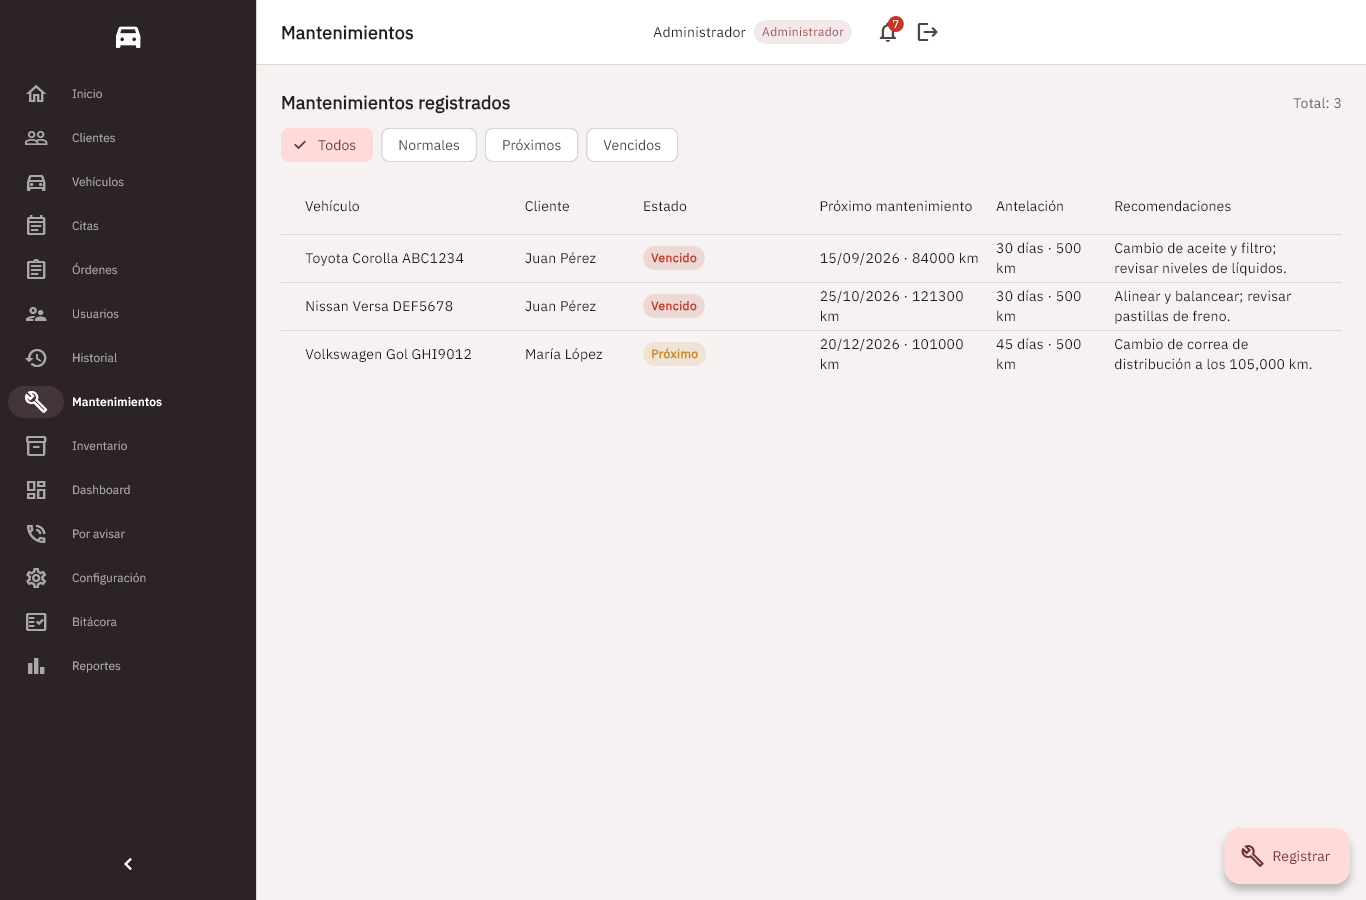 Mantenimientos
Administrador Administrador 7
Inicio
Clientes
Vehículos
Citas
Órdenes
Usuarios
Historial
Mantenimientos
Inventario
Dashboard
Por avisar
Configuración
Bitácora
Reportes
Mantenimientos registrados
Total: 3
Todos Normales Próximos Vencidos
Vehículo Cliente Estado Próximo mantenimiento Antelación Recomendaciones
Toyota Corolla ABC1234 Juan Pérez Vencido 15/09/2026 · 84000 km 30 días · 500 km Cambio de aceite y filtro; revisar niveles de líquidos.
Nissan Versa DEF5678 Juan Pérez Vencido 25/10/2026 · 121300 km 30 días · 500 km Alinear y balancear; revisar pastillas de freno.
Volkswagen Gol GHI9012 María López Próximo 20/12/2026 · 101000 km 45 días · 500 km Cambio de correa de distribución a los 105,000 km.
Registrar